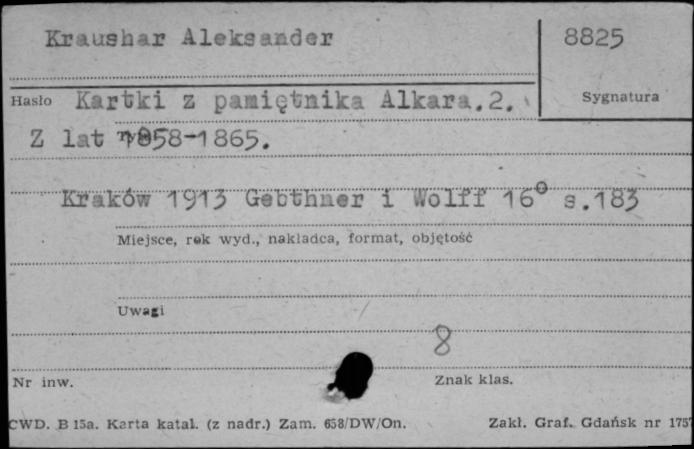 Kraushar Aleksander
8825
Hasło Kartki z pamiętnika Alkara.2.
Sygnatura
Z lat 1858-1865.
Kraków 1913 Gebthner i Wolff 16° s.183
Miejsce, rok wyd., nakładca, format, objętość
Uwagi
8
Nr inw.
Znak klas.
CWD. B 15a. Karta katal. (z nadr.) Zam. 658/DW/On.
Zakł. Graf. Gdańsk nr 1757